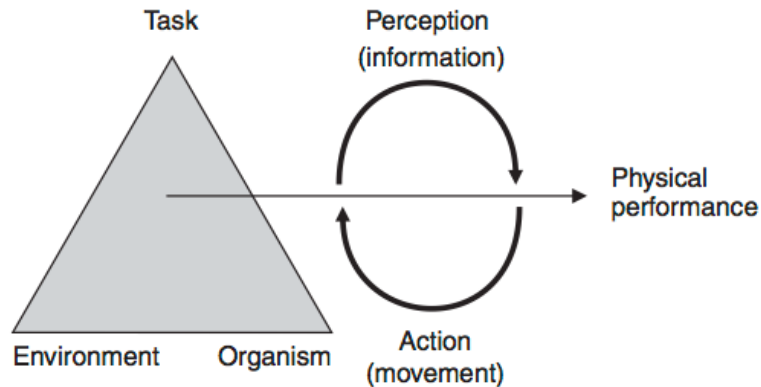 Task
Perception
(information)
Physical
performance
Environment
Organism
Action
(movement)